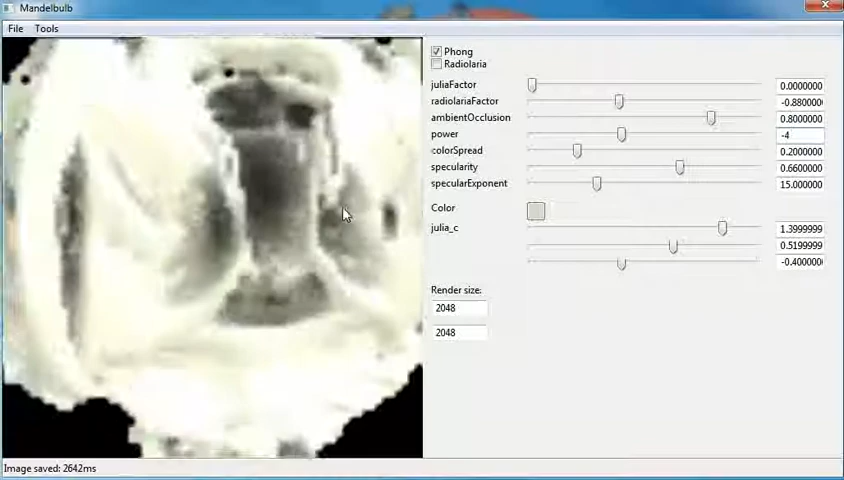 Mandelbulb
File Tools
Phong
Radiolaria
juliaFactor 0.0000000
radiolariaFactor -0.880000
ambientOcclusion 0.8000000
power -4
colorSpread 0.2000000
specularity 0.6600000
specularExponent 15.000000
Color
julia_c 1.3999999
0.5199999
-0.400000
Render size:
2048
2048
Image saved: 2642ms